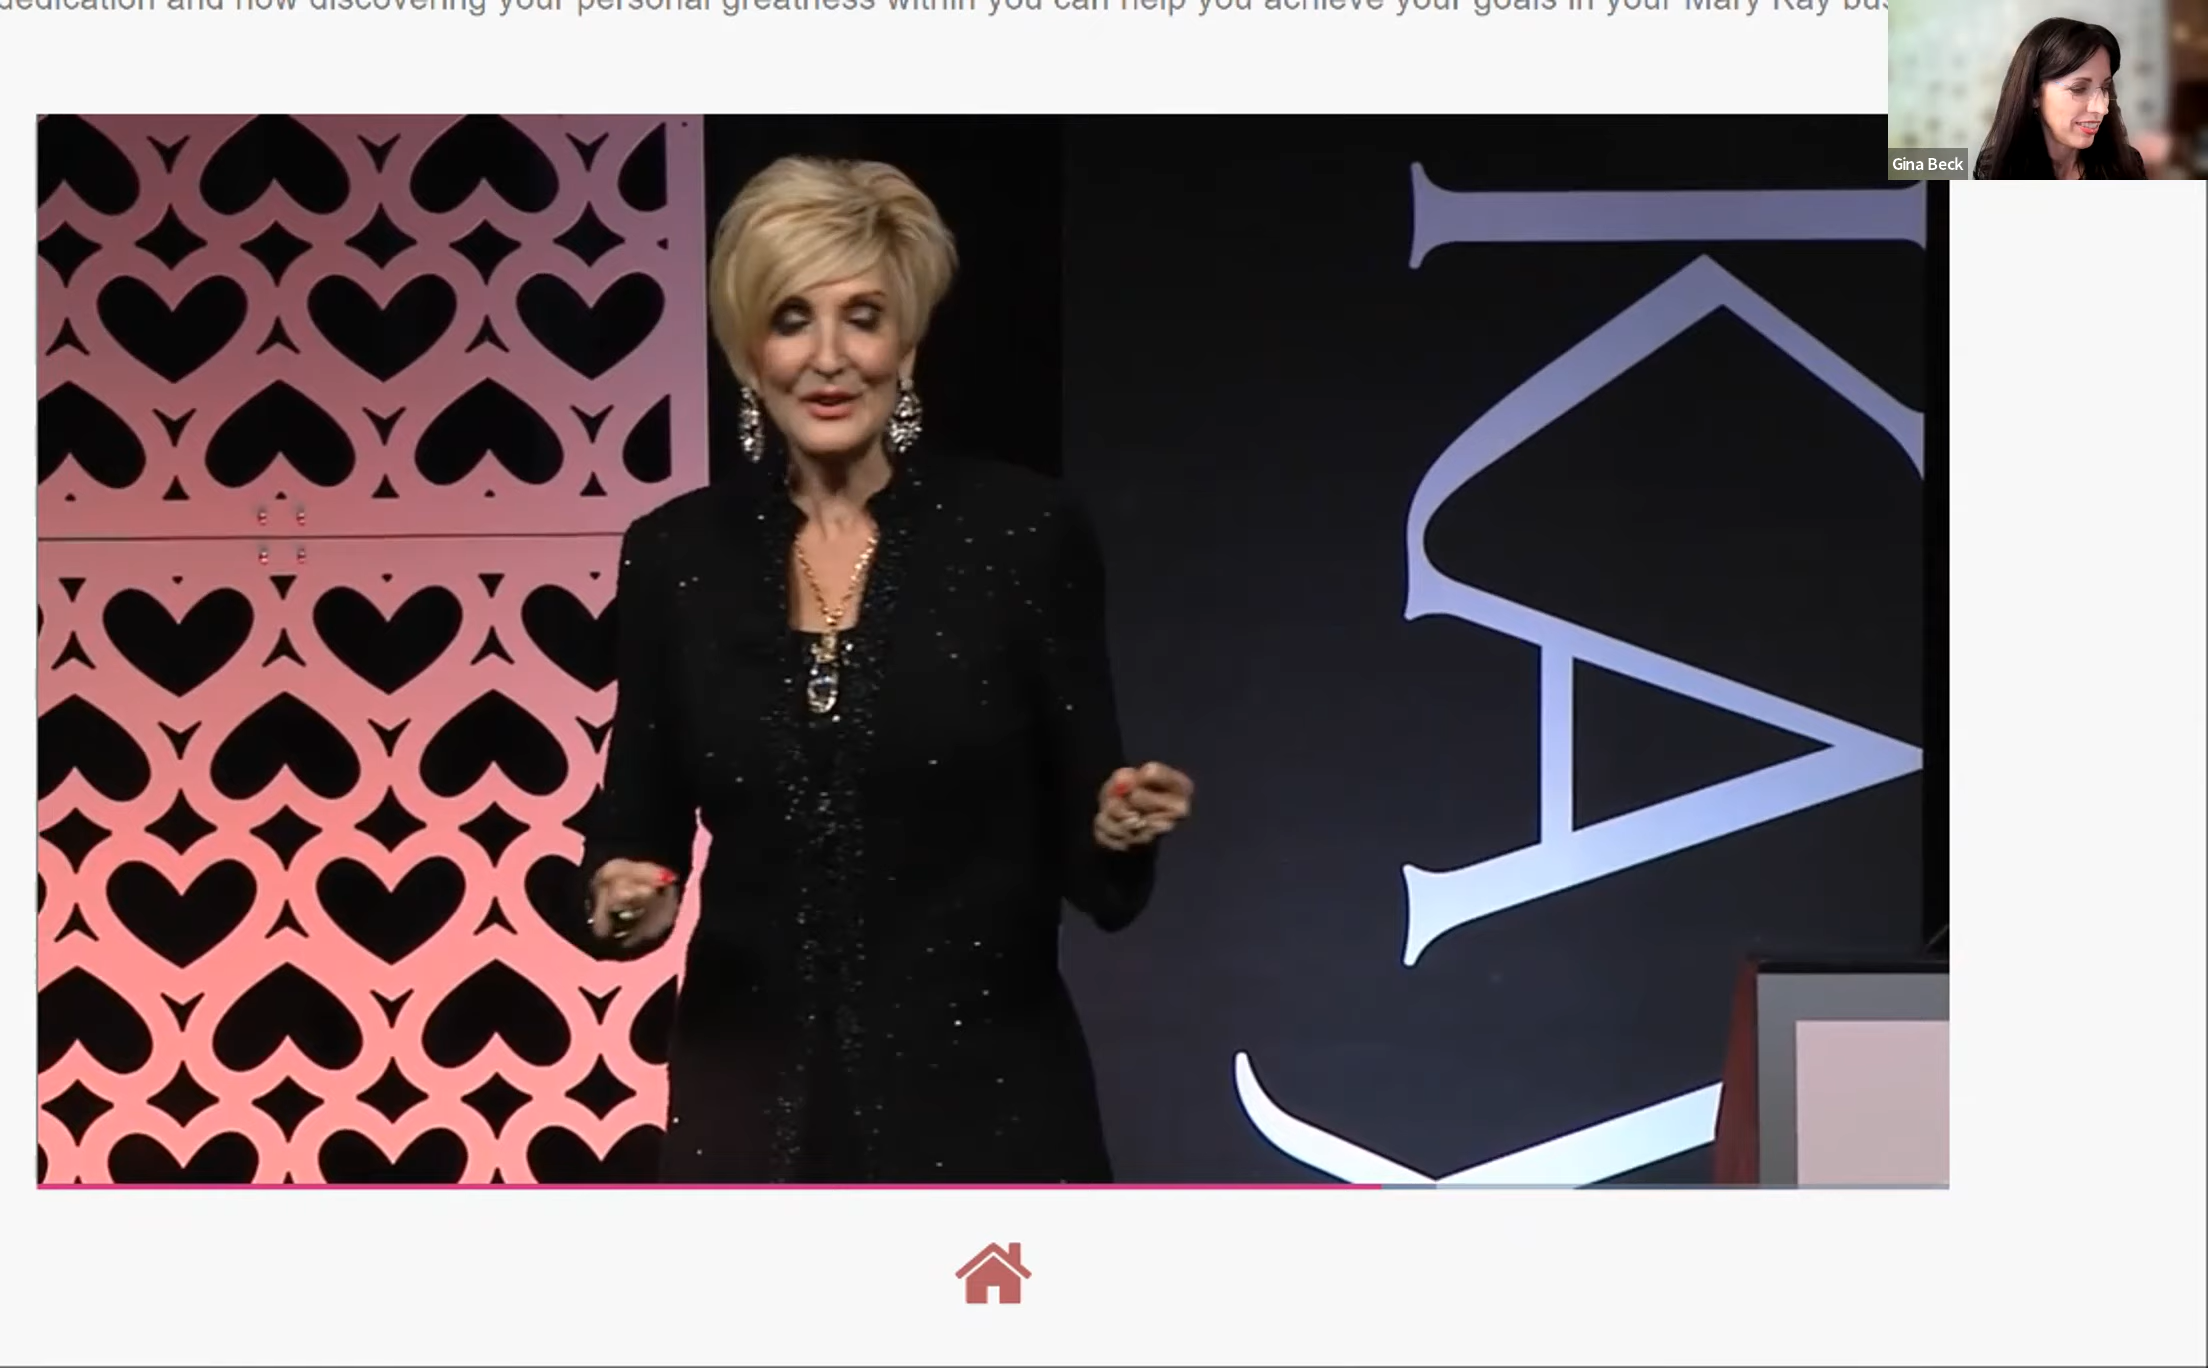 dedication and how discovering your personal greatness within you can help you achieve your goals in your Mary Kay
Gina Beck
KAY